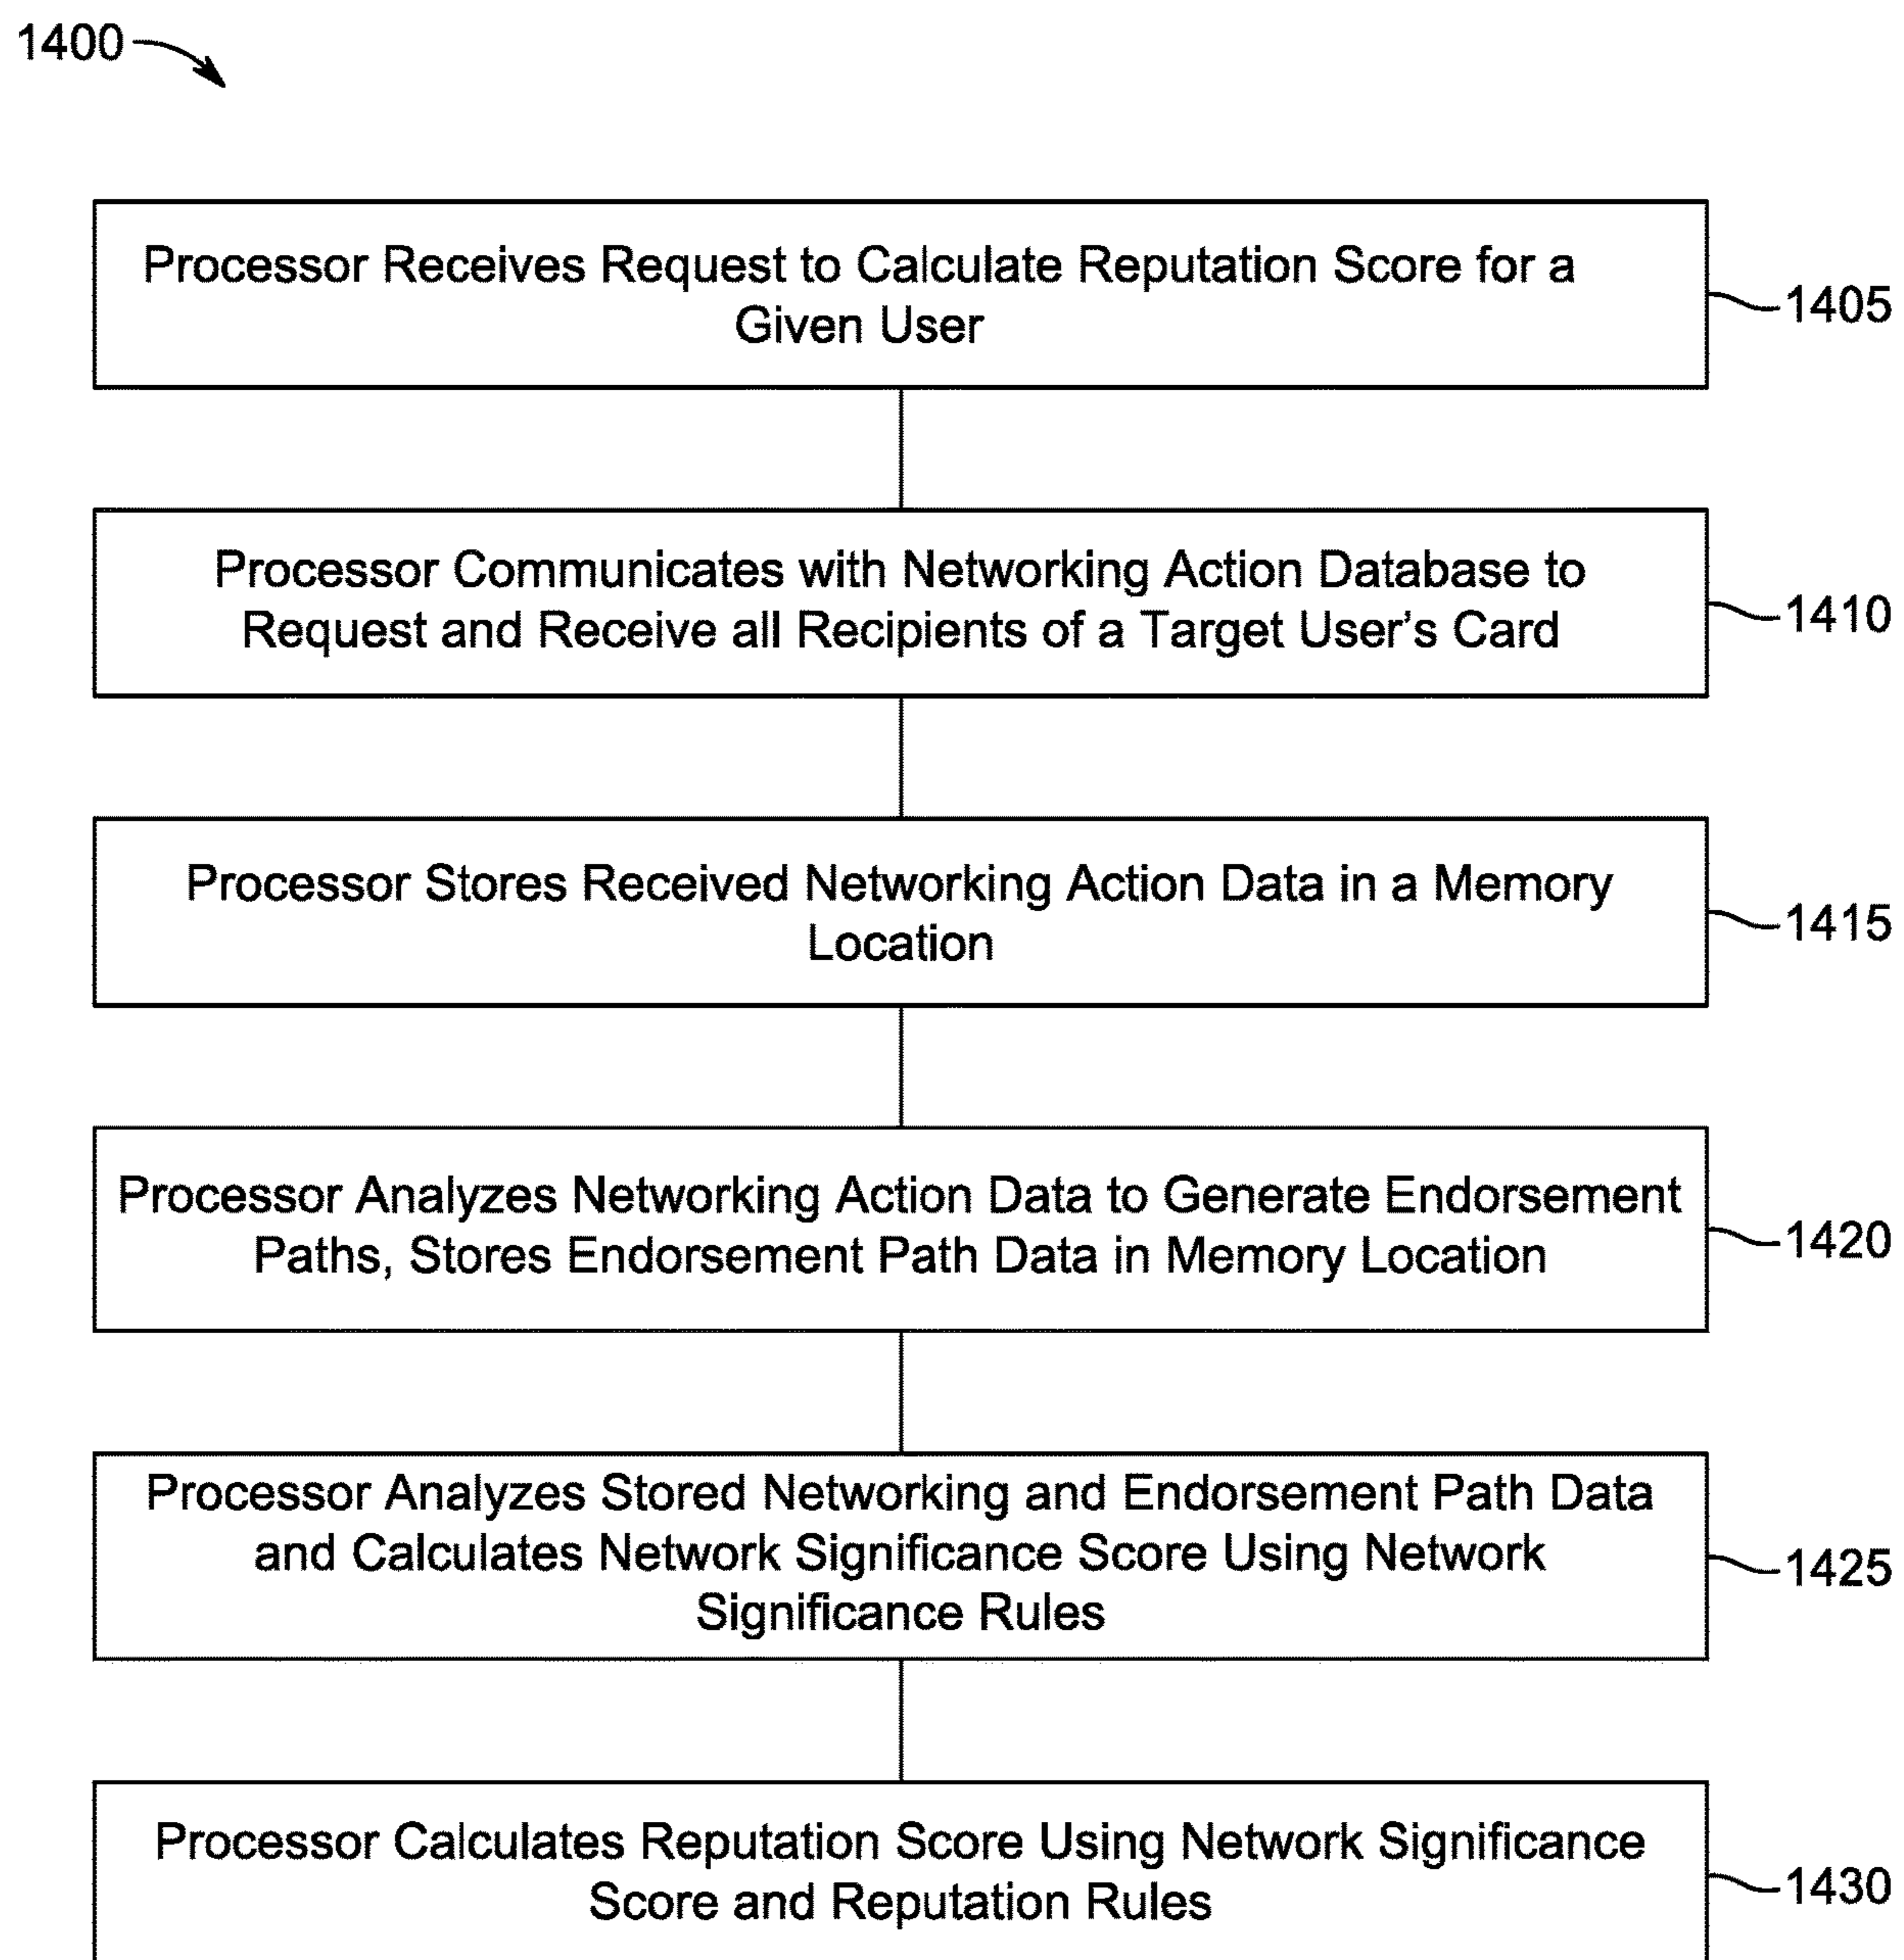 1400
Processor Receives Request to Calculate Reputation Score for a
Given User
1405
Processor Communicates with Networking Action Database to
Request and Receive all Recipients of a Target User's Card
1410
Processor Stores Received Networking Action Data in a Memory
Location
1415
Processor Analyzes Networking Action Data to Generate Endorsement
Paths, Stores Endorsement Path Data in Memory Location
1420
Processor Analyzes Stored Networking and Endorsement Path Data
and Calculates Network Significance Score Using Network
Significance Rules
1425
Processor Calculates Reputation Score Using Network Significance
Score and Reputation Rules
1430